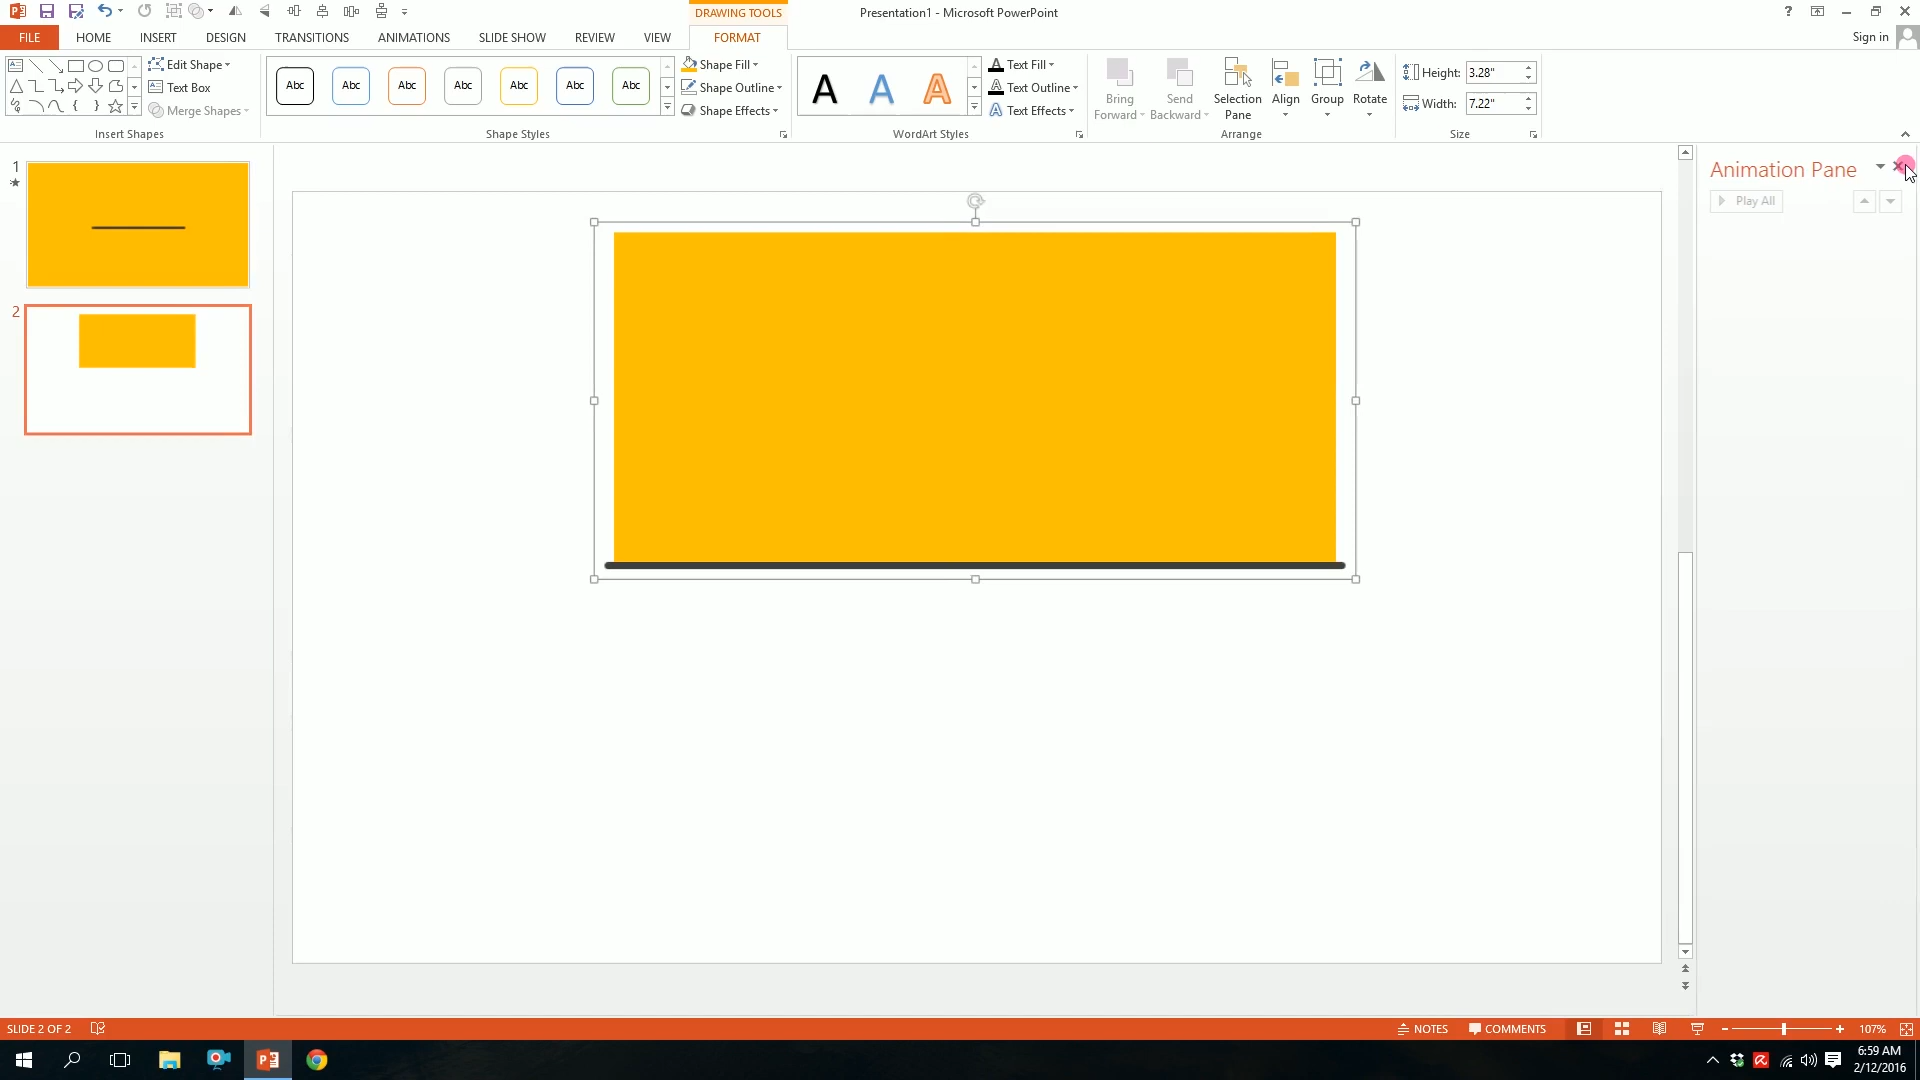 DRAWING TOOLS
Presentation1 - Microsoft PowerPoint
?
FILE
HOME
INSERT
DESIGN
TRANSITIONS
ANIMATIONS
SLIDE SHOW
REVIEW
VIEW
FORMAT
Sign in
Edit Shape
Text Box
Merge Shapes
Insert Shapes
Abc
Abc
Abc
Abc
Abc
Abc
Abc
Shape Styles
Shape Fill
Shape Outline
Shape Effects
A
A
A
WordArt Styles
Text Fill
Text Outline
Text Effects
Bring
Forward
Send
Backward
Selection
Pane
Align
Group
Rotate
Arrange
Height: 3.28"
Width: 7.22"
Size
1
2
Animation Pane
Play All
SLIDE 2 OF 2
NOTES
COMMENTS
107%
6:59 AM
2/12/2016